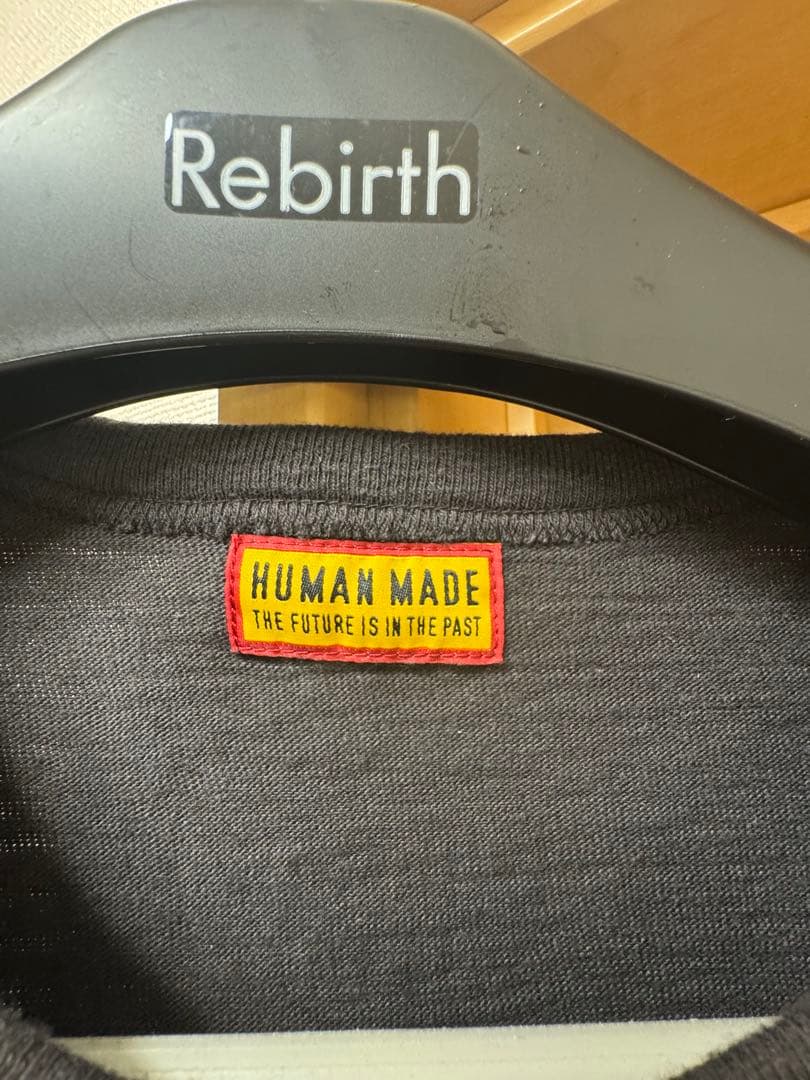 Rebirth
HUMAN MADE
THE FUTURE IS IN THE PAST